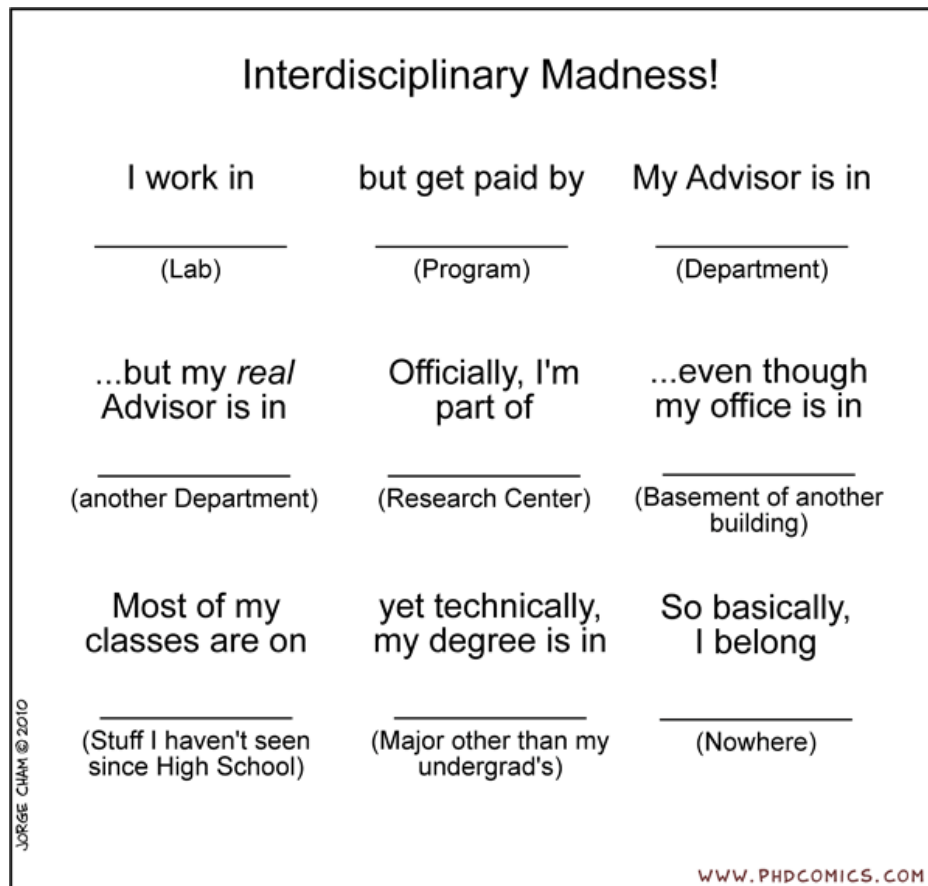 Interdisciplinary Madness!
I work in
(Lab)
but get paid by
(Program)
My Advisor is in
(Department)
...but my real
Advisor is in
(another Department)
Officially, I'm
part of
(Research Center)
...even though
my office is in
(Basement of another
building)
Most of my
classes are on
(Stuff I haven't seen
since High School)
yet technically,
my degree is in
(Major other than my
undergrad's)
So basically,
I belong
(Nowhere)
JORGE CHAM © 2010
WWW.PHDCOMICS.COM